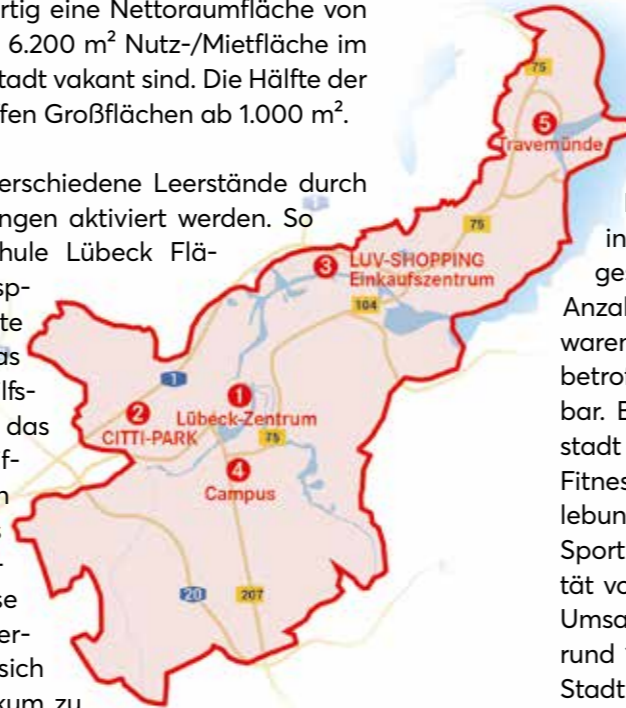 rtig eine Nettoraumfläche von
6.200 m² Nutz-/Mietfläche im
stadt vakant sind. Die Hälfte der
fen Großflächen ab 1.000 m².
erschiedene Leerstände durch
ngen aktiviert werden. So
hule Lübeck Flä-
sp-
te
as
lfs-
das
f-
n
se
er-
sich
kum zu
75
5
Travemünde
75
3
LUV-SHOPPING
Einkaufszentrum
104
1
1
2
Lübeck-Zentrum
CITTI-PARK
75
4
Campus
20
207
in
ges
Anzal
waren
betrof
bar. E
stadt
Fitnes
lebun
Sport
tät vo
Umsa
rund
Stadt